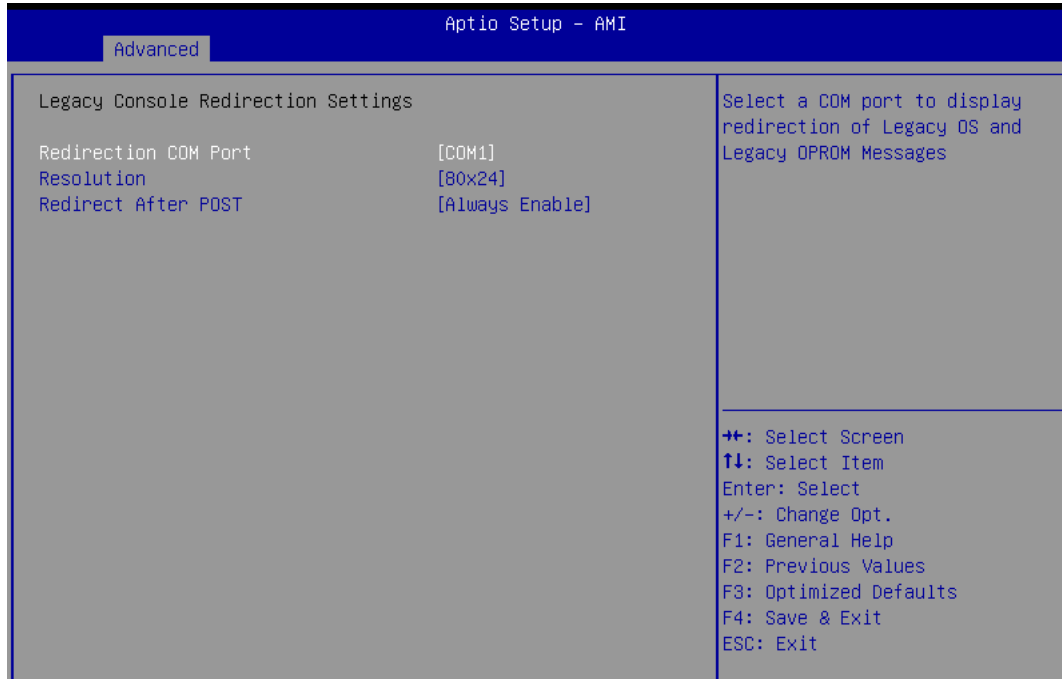 Aptio Setup - AMI
Advanced
Legacy Console Redirection Settings
Redirection COM Port [COM1]
Resolution [80x24]
Redirect After POST [Always Enable]
Select a COM port to display
redirection of Legacy OS and
Legacy OPROM Messages
→←: Select Screen
↑↓: Select Item
Enter: Select
+/-: Change Opt.
F1: General Help
F2: Previous Values
F3: Optimized Defaults
F4: Save & Exit
ESC: Exit